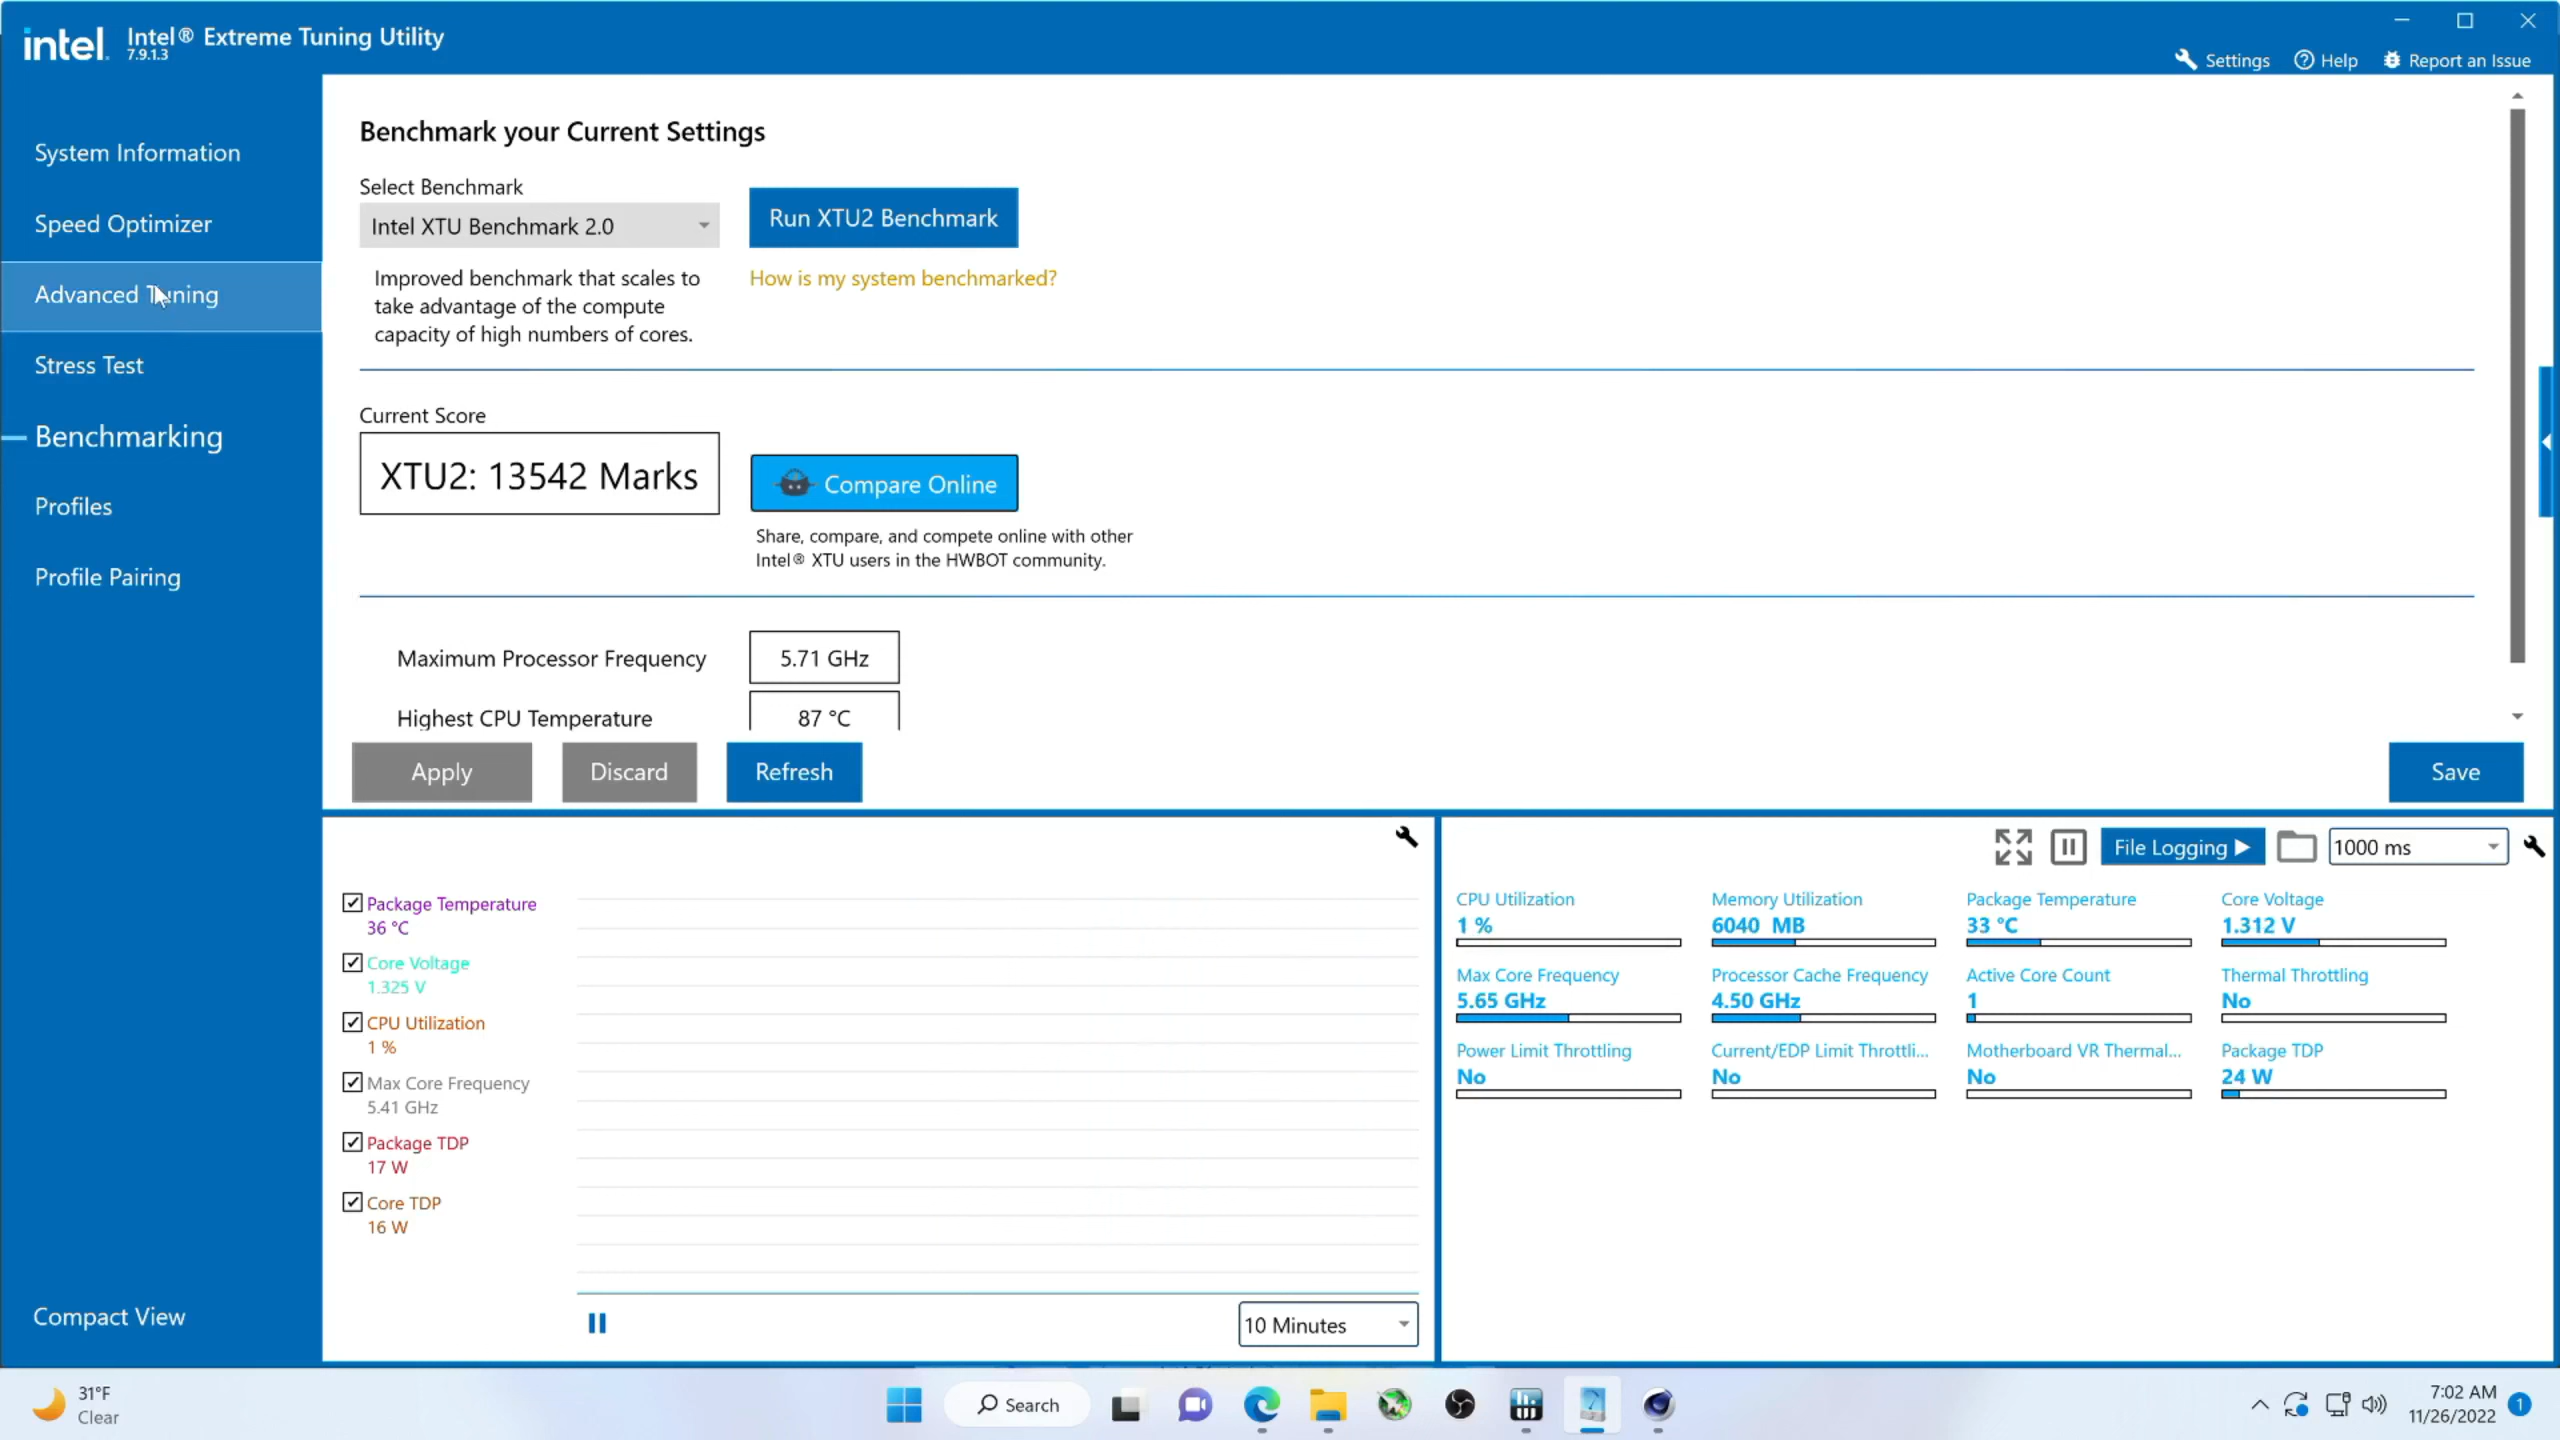 intel.
Intel® Extreme Tuning Utility
7.9.1.3
Settings
Help
Report an Issue
System Information
Speed Optimizer
Advanced Tuning
Stress Test
Benchmarking
Profiles
Profile Pairing
Compact View
Benchmark your Current Settings
Select Benchmark
Intel XTU Benchmark 2.0
Run XTU2 Benchmark
Improved benchmark that scales to
take advantage of the compute
capacity of high numbers of cores.
How is my system benchmarked?
Current Score
XTU2: 13542 Marks
Compare Online
Share, compare, and compete online with other
Intel® XTU users in the HWBOT community.
Maximum Processor Frequency
5.71 GHz
Highest CPU Temperature
87 °C
Apply
Discard
Refresh
Save
Package Temperature
36 °C
Core Voltage
1.325 V
CPU Utilization
1 %
Max Core Frequency
5.41 GHz
Package TDP
17 W
Core TDP
16 W
10 Minutes
File Logging
1000 ms
CPU Utilization
1 %
Memory Utilization
6040 MB
Package Temperature
33 °C
Core Voltage
1.312 V
Max Core Frequency
5.65 GHz
Processor Cache Frequency
4.50 GHz
Active Core Count
1
Thermal Throttling
No
Power Limit Throttling
No
Current/EDP Limit Throttli...
No
Motherboard VR Thermal...
No
Package TDP
24 W
31°F
Clear
Search
7:02 AM
11/26/2022
1